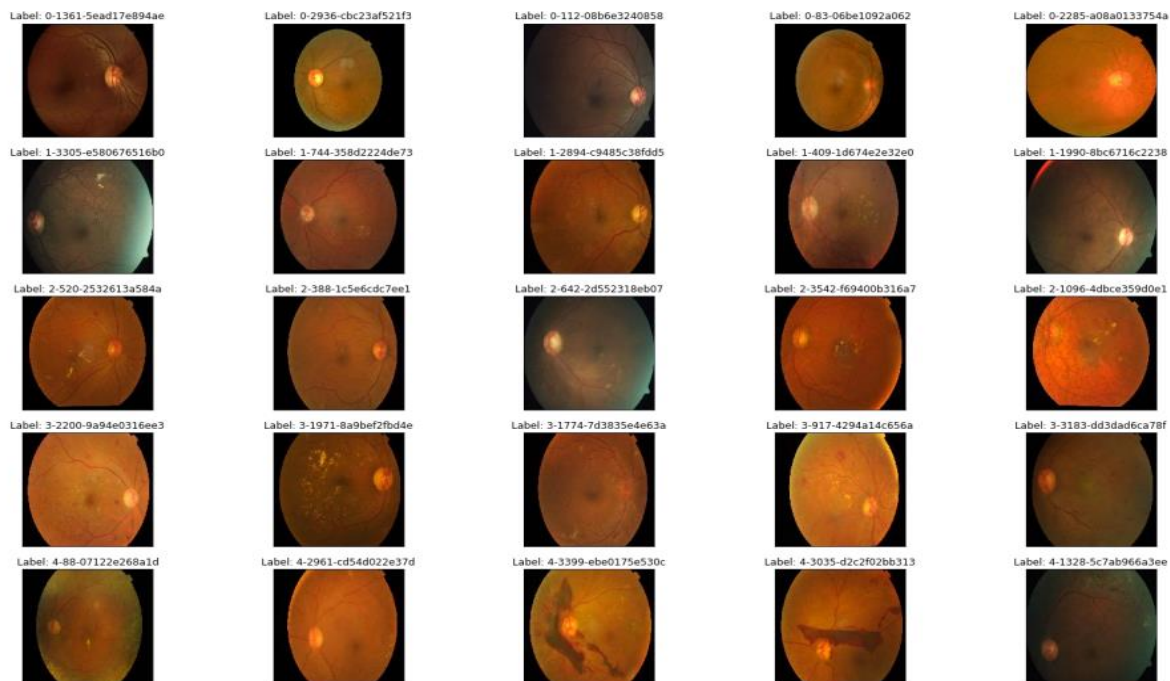 Label: 0-1361-5ead17e894ae
Label: 0-2936-cbc23af521f3
Label: 0-112-08b6e3240858
Label: 0-83-06be1092a062
Label: 0-2285-a08a0133754a
Label: 1-3305-e580676516b0
Label: 1-744-358d2224de73
Label: 1-2894-c9485c38fdd5
Label: 1-409-1d674e2e32e0
Label: 1-1990-8bc6716c2238
Label: 2-520-2532613a584a
Label: 2-388-1c5e6cdc7ee1
Label: 2-642-2d552318eb07
Label: 2-3542-f69400b316a7
Label: 2-1096-4dbce359d0e1
Label: 3-2200-9a94e0316ee3
Label: 3-1971-8a9bef2fbd4e
Label: 3-1774-7d3835e4e63a
Label: 3-917-4294a14c656a
Label: 3-3183-dd3dad6ca78f
Label: 4-88-07122e268a1d
Label: 4-2961-cd54d022e37d
Label: 4-3399-ebe0175e530c
Label: 4-3035-d2c2f02bb313
Label: 4-1328-5c7ab966a3ee